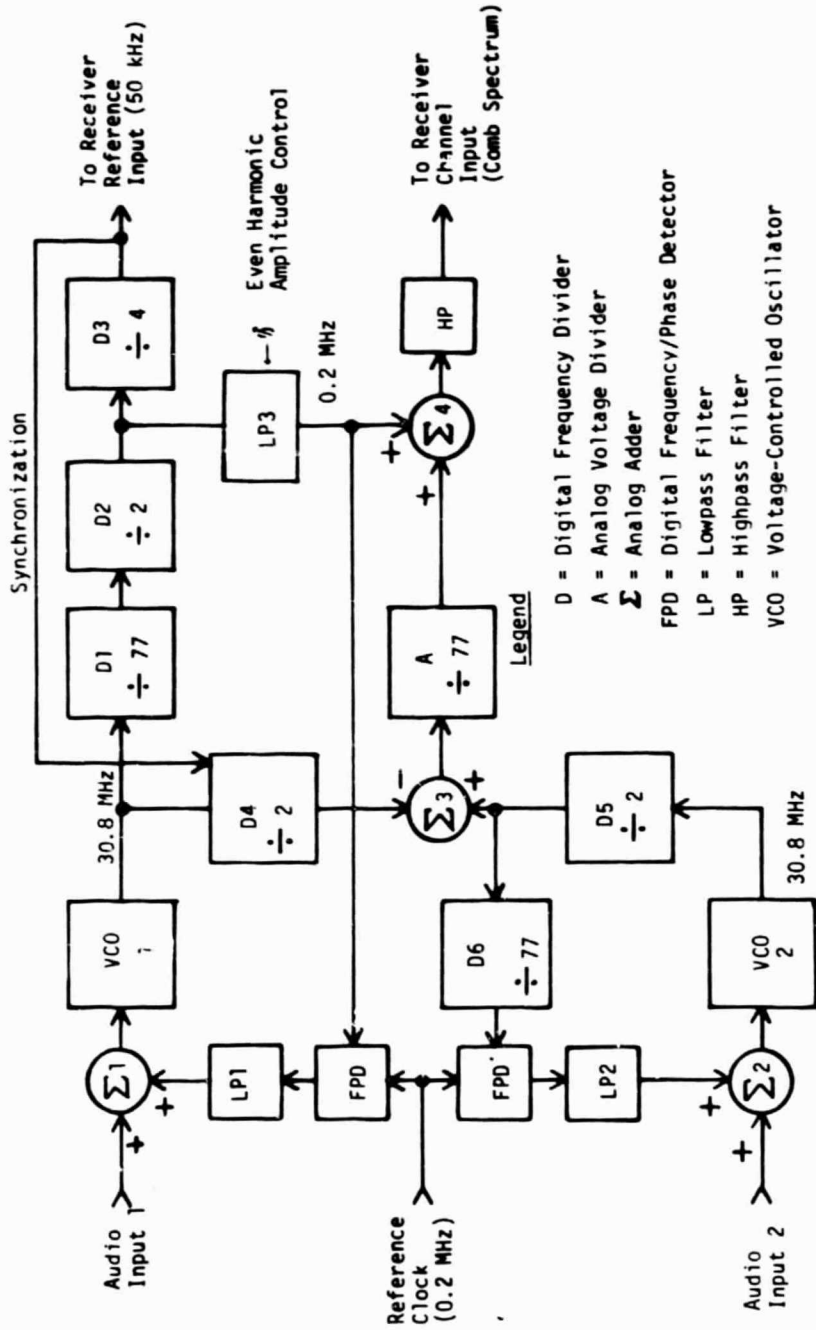 Synchronization
To Receiver
Reference
Input (50 kHz)
D3
÷ 4
D2
÷ 2
D1
÷ 77
30.8 MHz
VCO
Σ1
+
+
Audio
Input 1
Even Harmonic
Amplitude Control
LP3
0.2 MHz
D4
÷ 2
LP1
FPD
Reference
Clock
(0.2 MHz)
To Receiver
Channel
Input
(Comb Spectrum)
HP
Σ4
+
+
A
÷ 77
Σ3
-
+
D6
÷ 77
D5
÷ 2
FPD
LP2
Σ2
+
+
VCO
2
30.8 MHz
Audio
Input 2
Legend
D = Digital Frequency Divider
A = Analog Voltage Divider
Σ = Analog Adder
FPD = Digital Frequency/Phase Detector
LP = Lowpass Filter
HP = Highpass Filter
VCO = Voltage-Controlled Oscillator